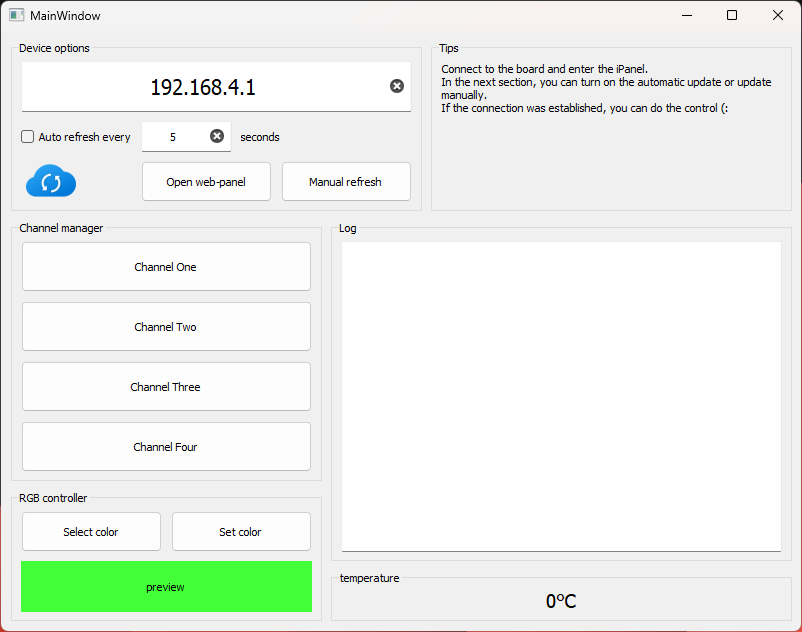 MainWindow
Device options
192.168.4.1
Auto refresh every
5
seconds
Open web-panel
Manual refresh
Tips
Connect to the board and enter the iPanel.
In the next section, you can turn on the automatic update or update
manually.
If the connection was established, you can do the control (:
Channel manager
Channel One
Channel Two
Channel Three
Channel Four
Log
RGB controller
Select color
Set color
preview
temperature
0°C